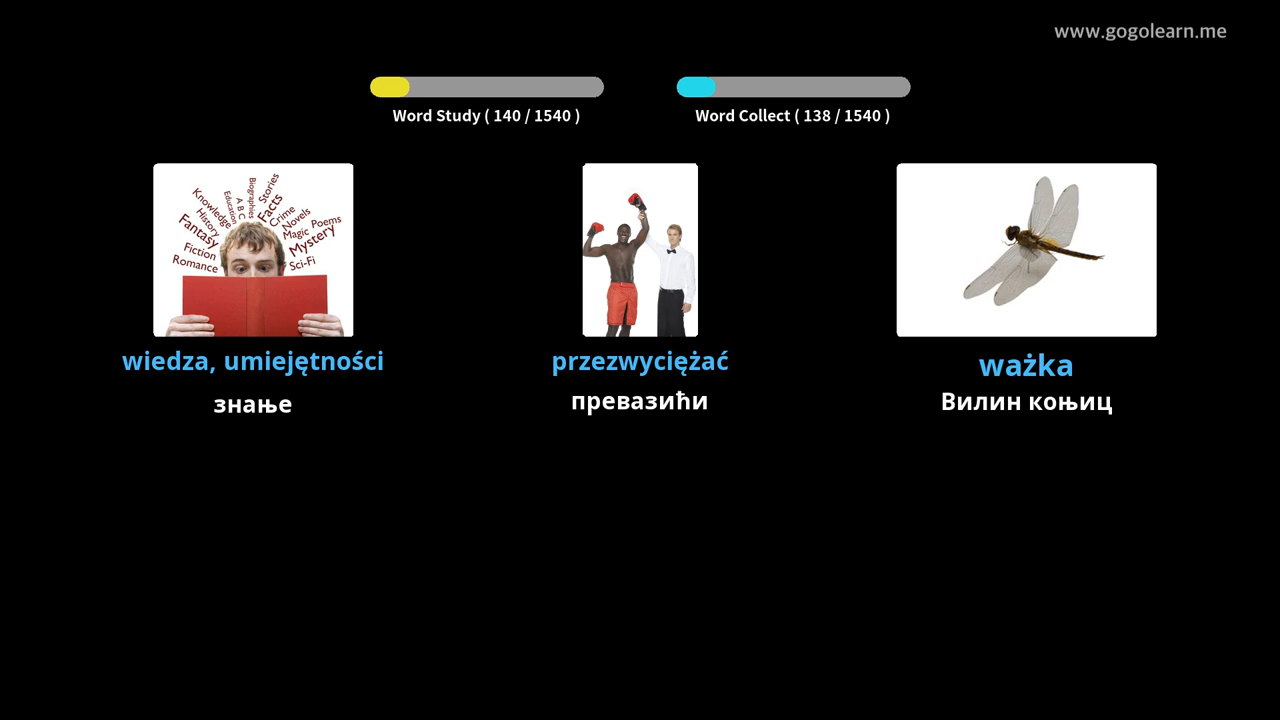 www.gogolearn.me
Word Study ( 140 / 1540 )
Word Collect ( 138 / 1540 )
Stories
Biographies
A B C
Education
Knowledge
History
Fantasy
Fiction
Romance
Facts
Crime
Novels
Magic
Poems
Mystery
Sci-Fi
wiedza, umiejętności
przezwyciężać
ważka
знање
превазићи
Вилин коњиц